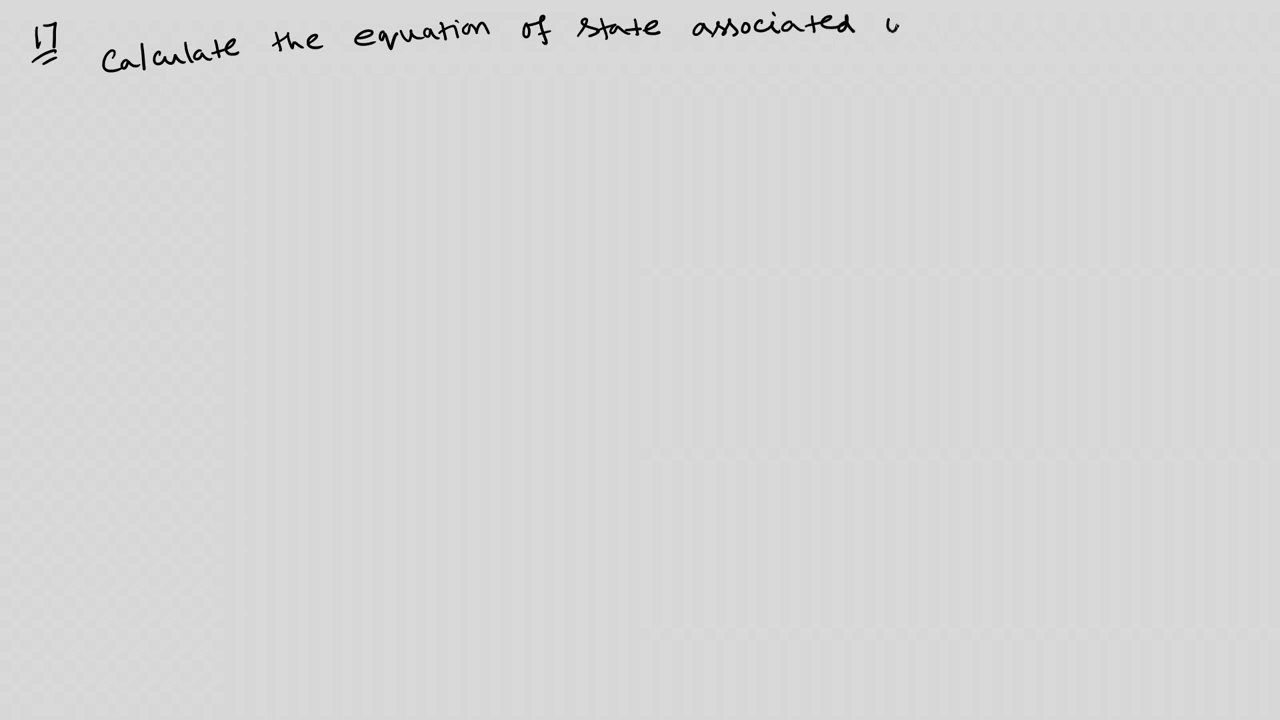 17 Calculate the equation of state associated